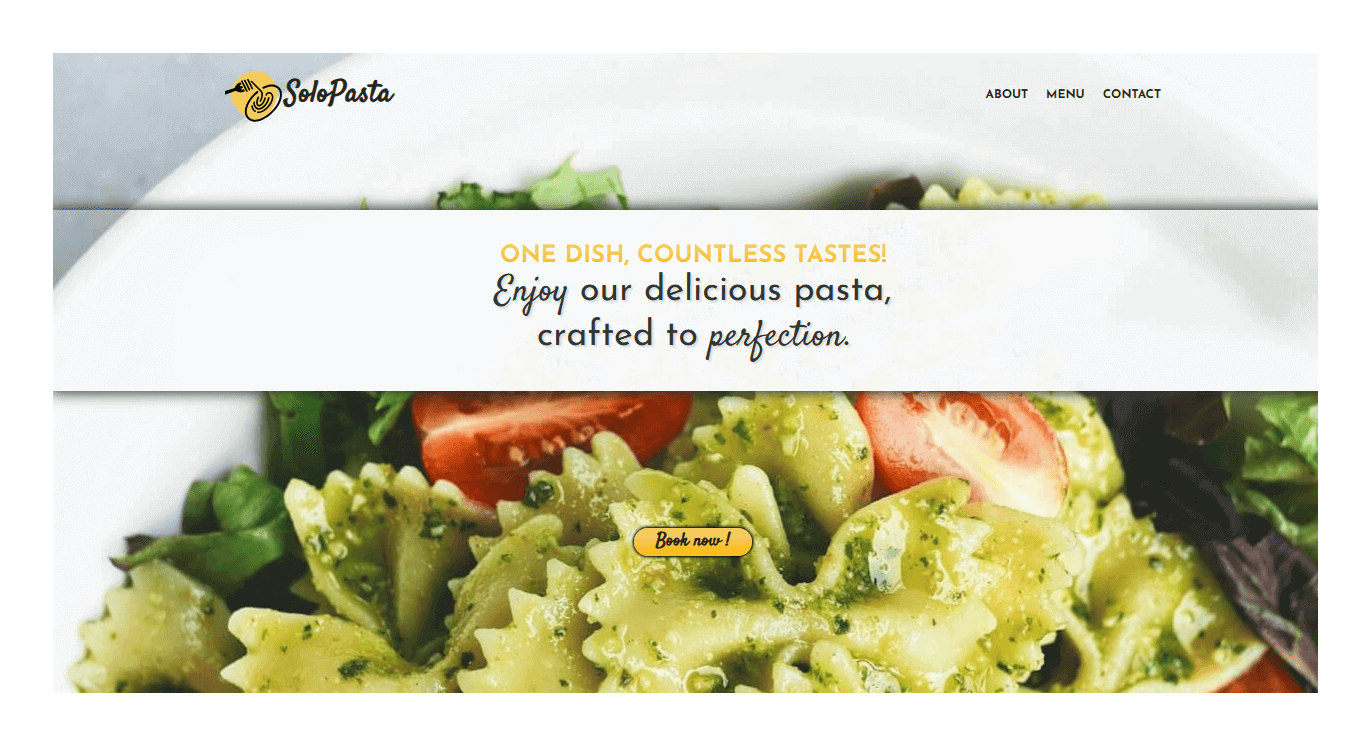 SoloPasta
ABOUT MENU CONTACT
ONE DISH, COUNTLESS TASTES!
Enjoy our delicious pasta,
crafted to perfection.
Book now !